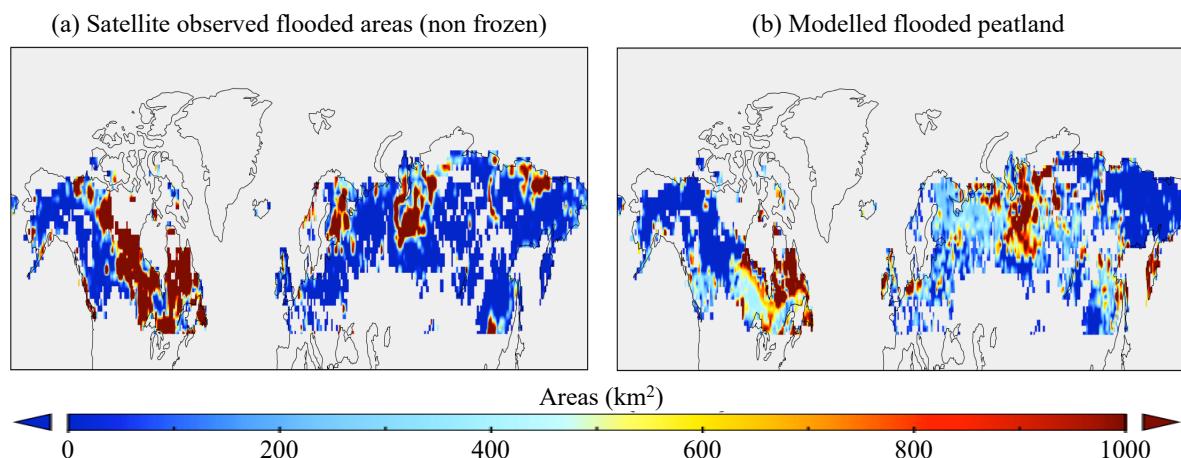 (a) Satellite observed flooded areas (non frozen)
(b) Modelled flooded peatland
Areas (km²)
0 200 400 600 800 1000